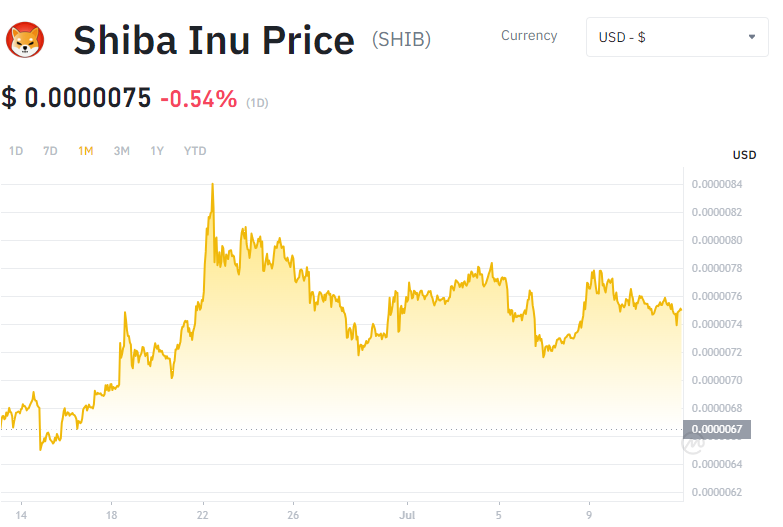 Shiba Inu Price (SHIB)
Currency
USD - $
$ 0.0000075 -0.54% (1D)
1D 7D 1M 3M 1Y YTD
USD
0.0000084
0.0000082
0.0000080
0.0000078
0.0000076
0.0000074
0.0000072
0.0000070
0.0000068
0.0000067
0.0000064
0.0000062
14 18 22 26 Jul 5 9